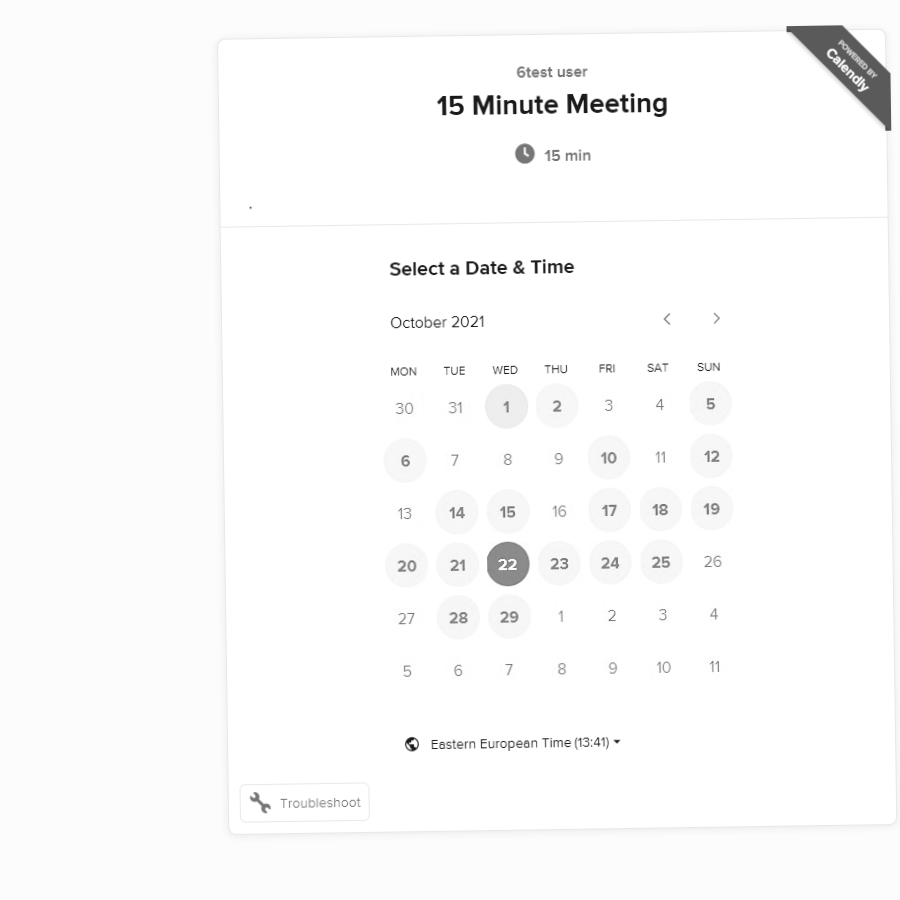 POWERED BY
Calendly
6test user
15 Minute Meeting
15 min
.
Select a Date & Time
October 2021
MON TUE WED THU FRI SAT SUN
30 31 1 2 3 4 5
6 7 8 9 10 11 12
13 14 15 16 17 18 19
20 21 22 23 24 25 26
27 28 29 1 2 3 4
5 6 7 8 9 10 11
Eastern European Time (13:41)
Troubleshoot